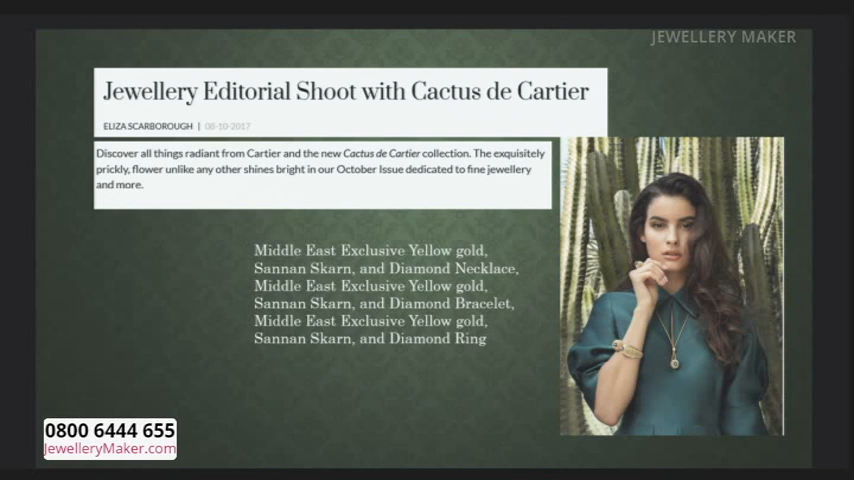 JEWELLERY MAKER
Jewellery Editorial Shoot with Cactus de Cartier
ELIZA SCARBOROUGH | 08-10-2017
Discover all things radiant from Cartier and the new Cactus de Cartier collection. The exquisitely
prickly, flower unlike any other shines bright in our October Issue dedicated to fine jewellery
and more.
Middle East Exclusive Yellow gold,
Sannan Skarn, and Diamond Necklace,
Middle East Exclusive Yellow gold,
Sannan Skarn, and Diamond Bracelet,
Middle East Exclusive Yellow gold,
Sannan Skarn, and Diamond Ring
0800 6444 655
JewelleryMaker.com